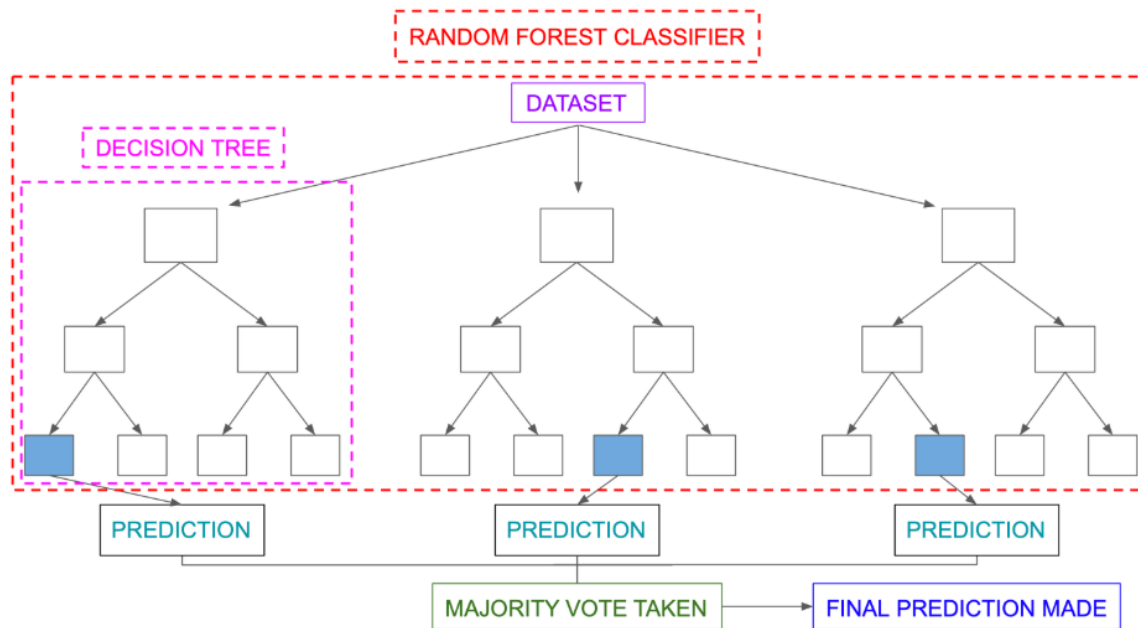 RANDOM FOREST CLASSIFIER
DATASET
DECISION TREE
PREDICTION
PREDICTION
PREDICTION
MAJORITY VOTE TAKEN
FINAL PREDICTION MADE